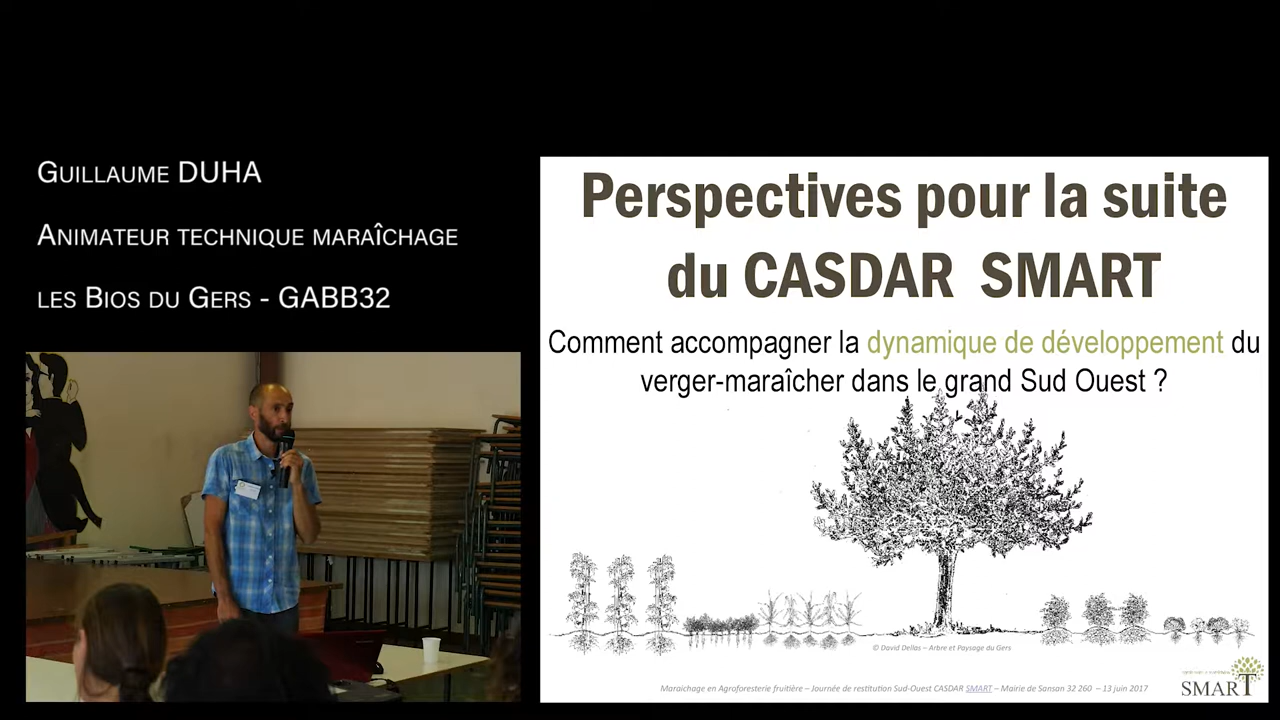 Guillaume DUHA
Animateur technique maraîchage
les Bios du Gers - GABB32
Perspectives pour la suite
du CASDAR SMART
Comment accompagner la dynamique de développement du
verger-maraîcher dans le grand Sud Ouest ?
© David Dellas – Arbre et Paysage du Gers
Maraichage en Agroforesterie fruitière – Journée de restitution Sud-Ouest CASDAR SMART – Mairie de Sansan 32 260 – 13 juin 2017
SMART